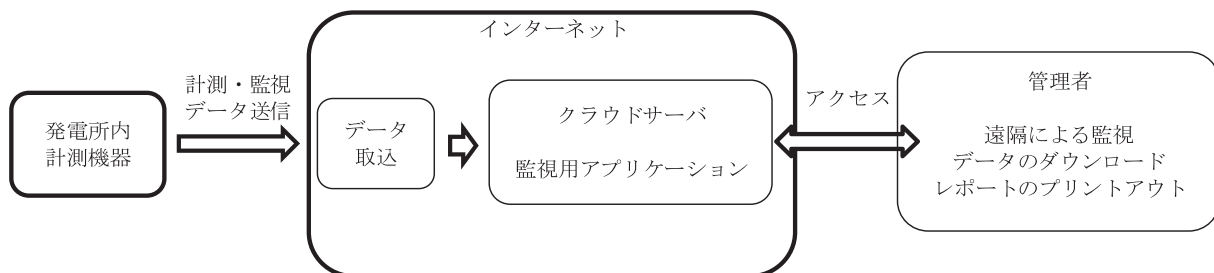 発電所内
計測機器
計測・監視
データ送信
インターネット
データ
取込
クラウドサーバ
監視用アプリケーション
アクセス
管理者
遠隔による監視
データのダウンロード
レポートのプリントアウト